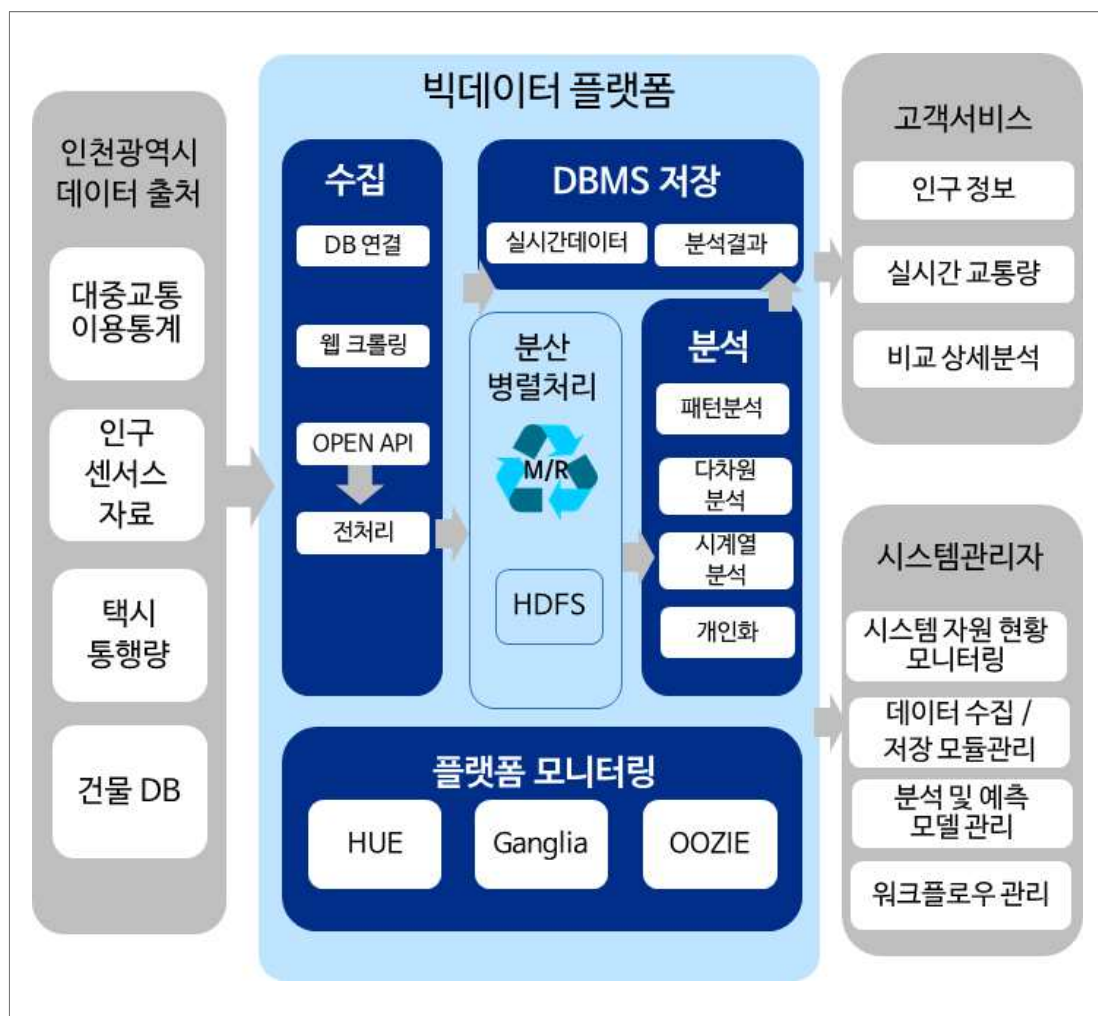 빅데이터 플랫폼
인천광역시
데이터 출처
대중교통
이용통계
인구
센서스
자료
택시
통행량
건물 DB
수집
DB 연결
웹 크롤링
OPEN API
전처리
DBMS 저장
실시간데이터
분석결과
분산
병렬처리
M/R
HDFS
분석
패턴분석
다차원
분석
시계열
분석
개인화
플랫폼 모니터링
HUE
Ganglia
OOZIE
고객서비스
인구 정보
실시간 교통량
비교 상세분석
시스템관리자
시스템 자원 현황
모니터링
데이터 수집 /
저장 모듈관리
분석 및 예측
모델 관리
워크플로우 관리